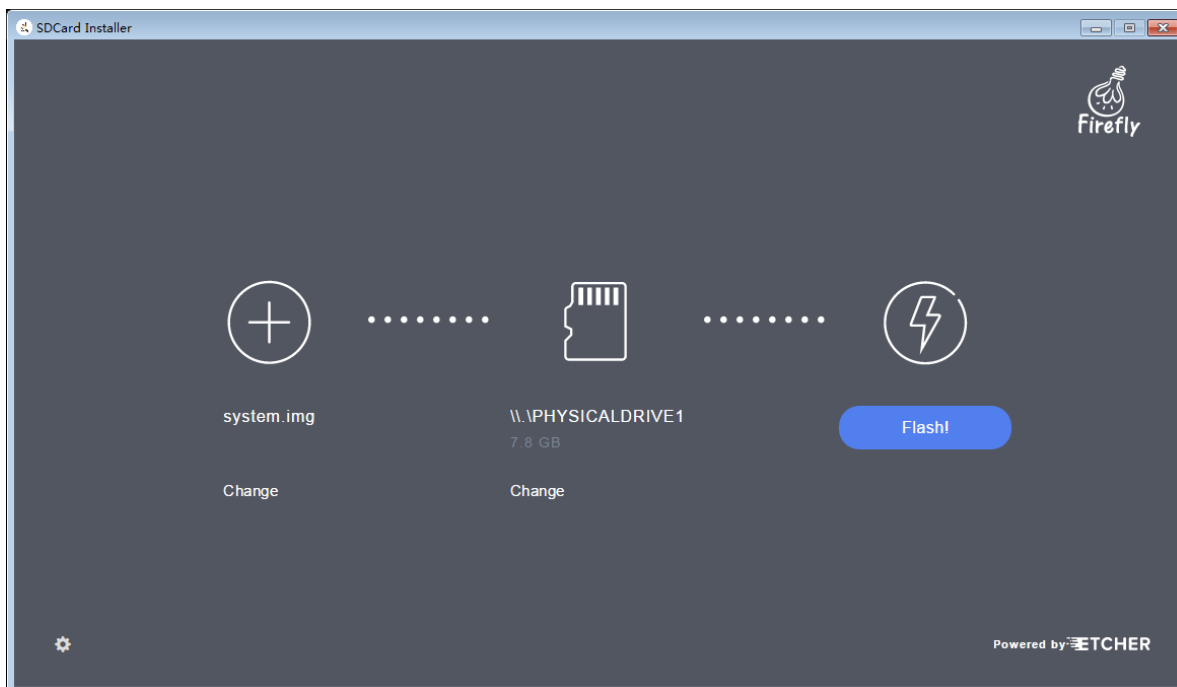 SDCard Installer
Firefly
system.img
\\.\PHYSICALDRIVE1
Flash!
7.8 GB
Change
Change
Powered by ETCHER